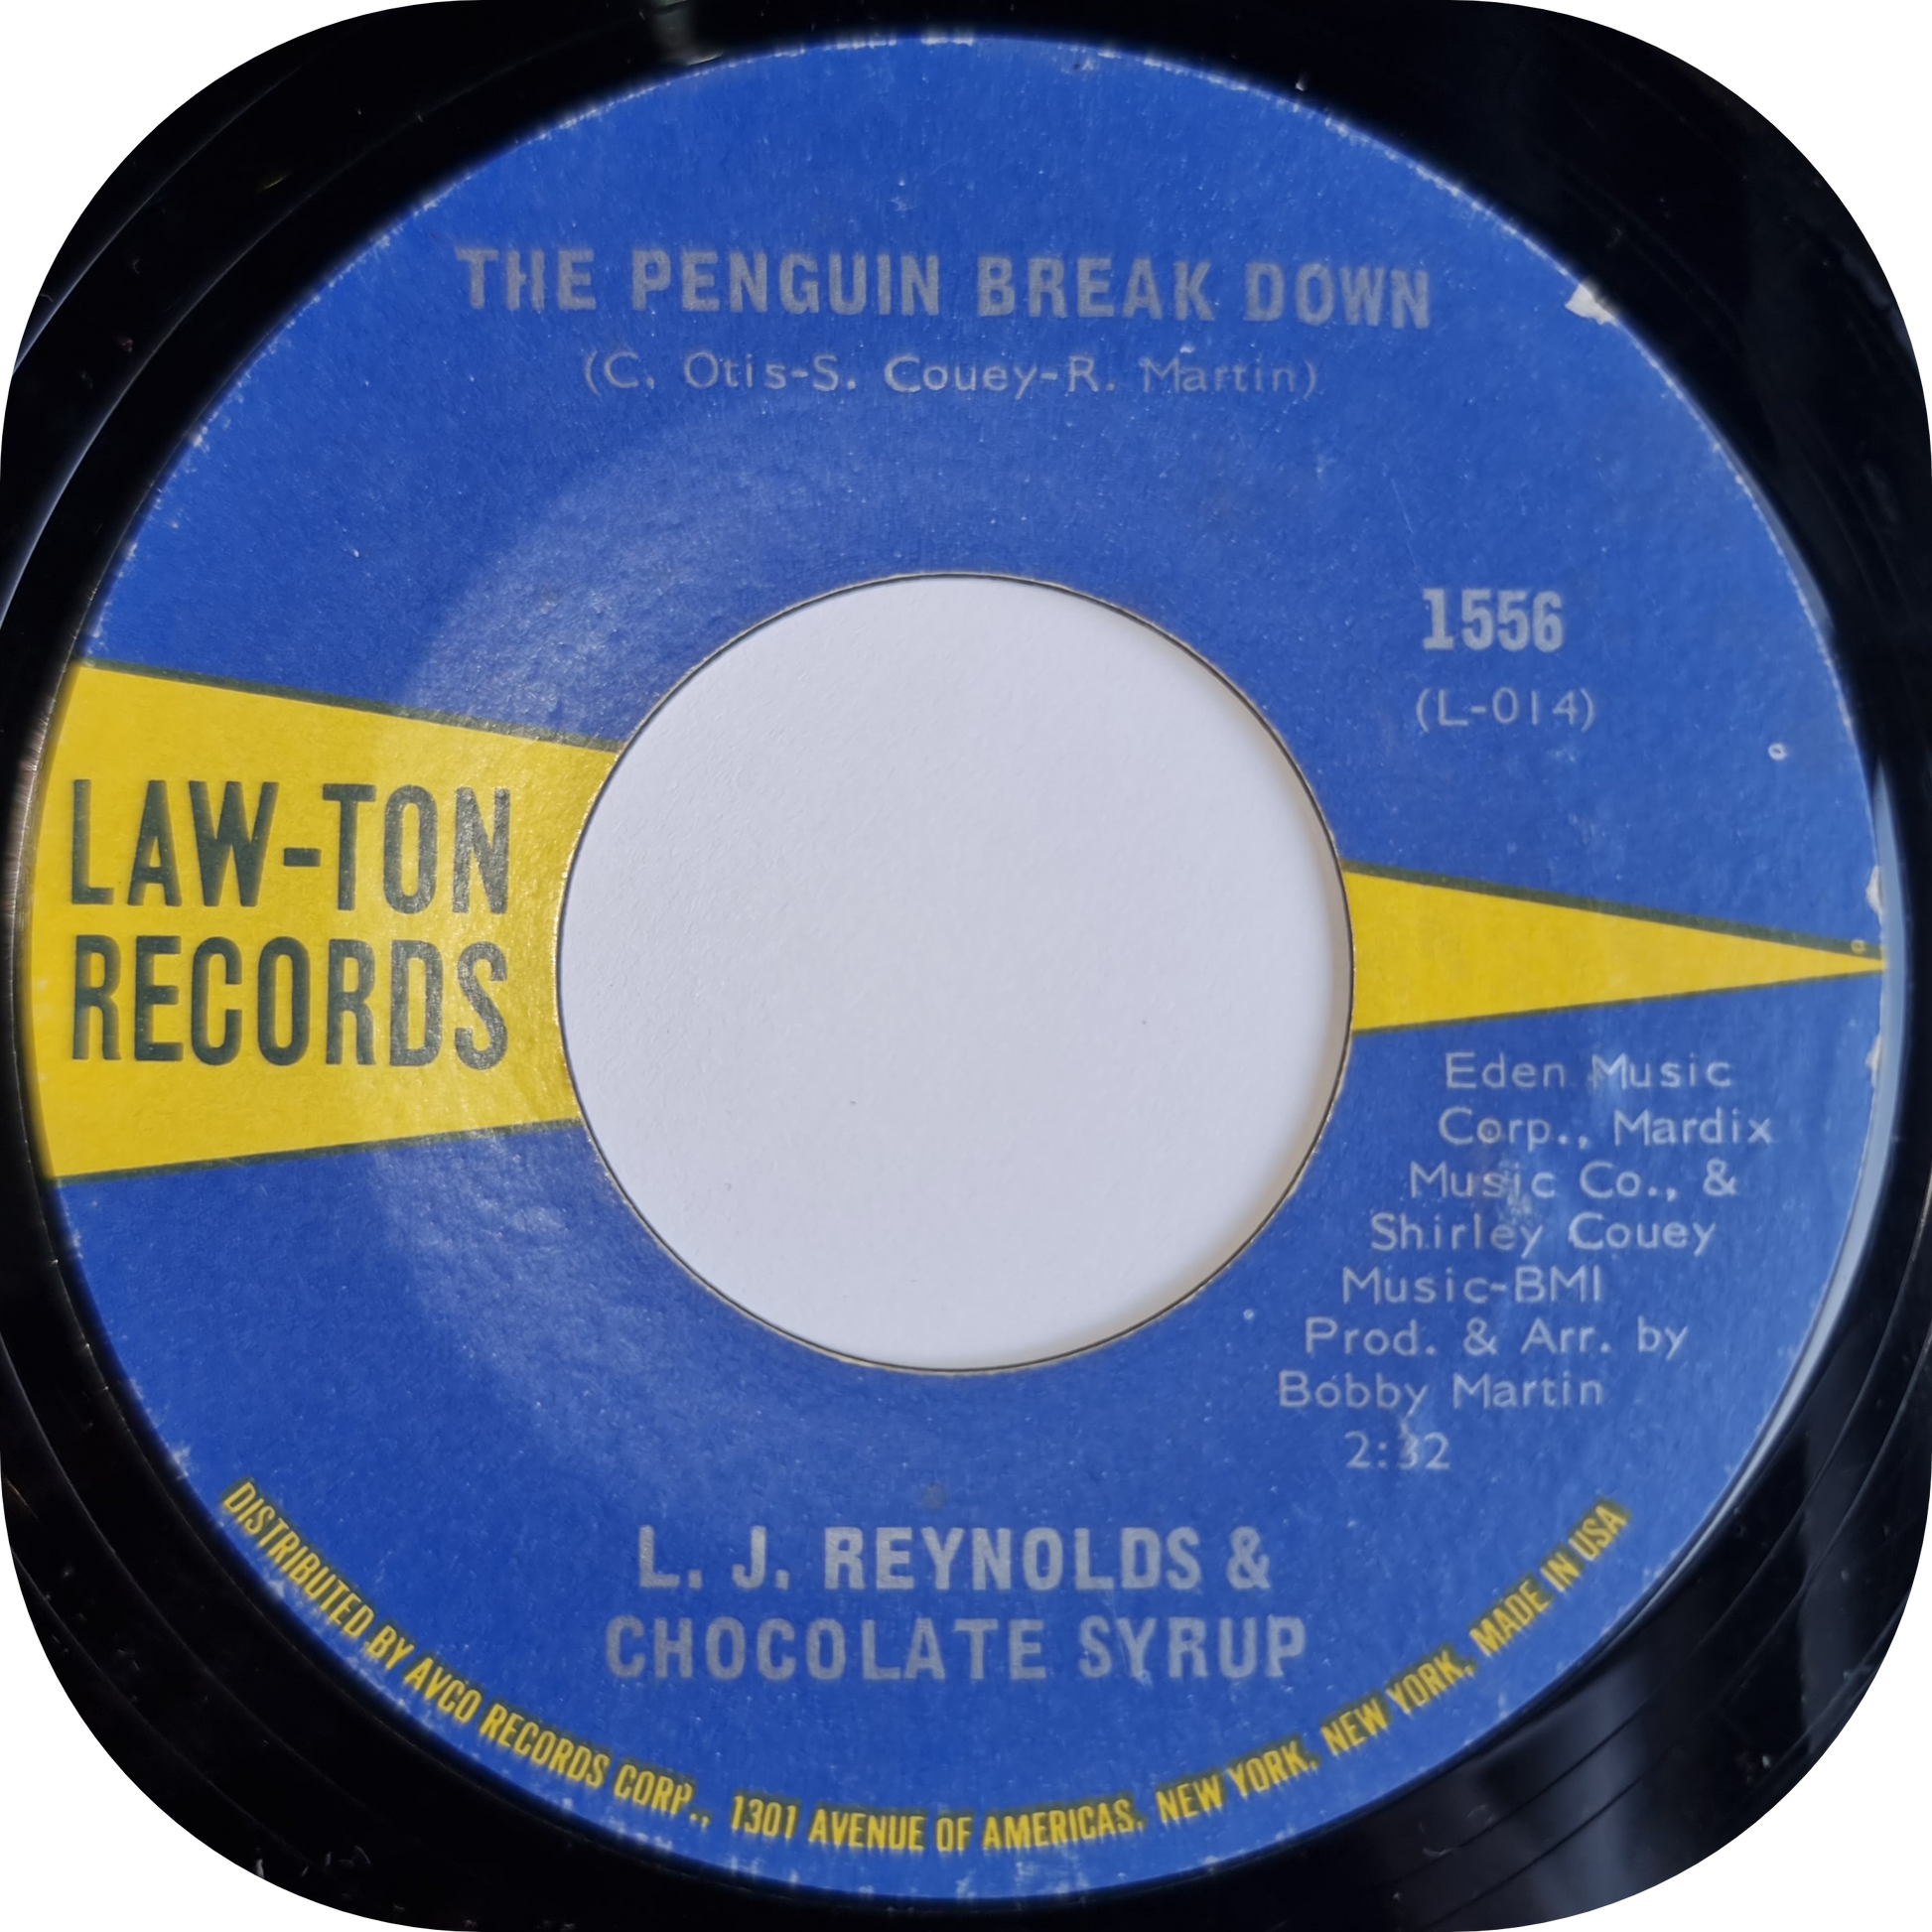 THE PENGUIN BREAK DOWN
(C. Otis-S. Couey-R. Martin)
1556
(L-014)
LAW-TON
RECORDS
Eden Music
Corp., Mardix
Music Co., &
Shirley Couey
Music-BMI
Prod. & Arr. by
Bobby Martin
2:32
L. J. REYNOLDS &
CHOCOLATE SYRUP
DISTRIBUTED BY AVCO RECORDS CORP., 1301 AVENUE OF AMERICAS, NEW YORK, NEW YORK, MADE IN USA